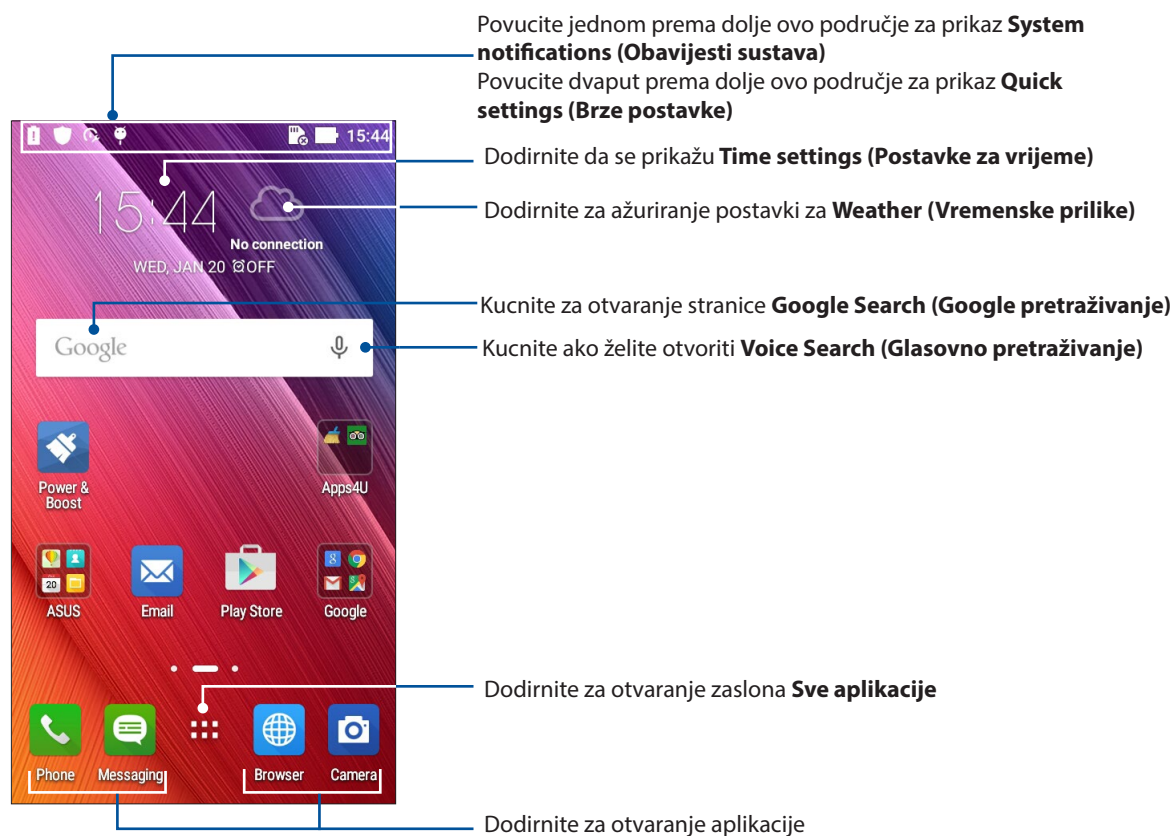 Povucite jednom prema dolje ovo područje za prikaz System
notifications (Obavijesti sustava)
Povucite dvaput prema dolje ovo područje za prikaz Quick
settings (Brze postavke)
15:44
Dodirnite da se prikažu Time settings (Postavke za vrijeme)
15:44
Dodirnite za ažuriranje postavki za Weather (Vremenske prilike)
No connection
WED, JAN 20 OFF
Kucnite za otvaranje stranice Google Search (Google pretraživanje)
Google
Kucnite ako želite otvoriti Voice Search (Glasovno pretraživanje)
Power &
Boost
Apps4U
20
8
ASUS
Email
Play Store
Google
Dodirnite za otvaranje zaslona Sve aplikacije
Phone
Messaging
Browser
Camera
Dodirnite za otvaranje aplikacije